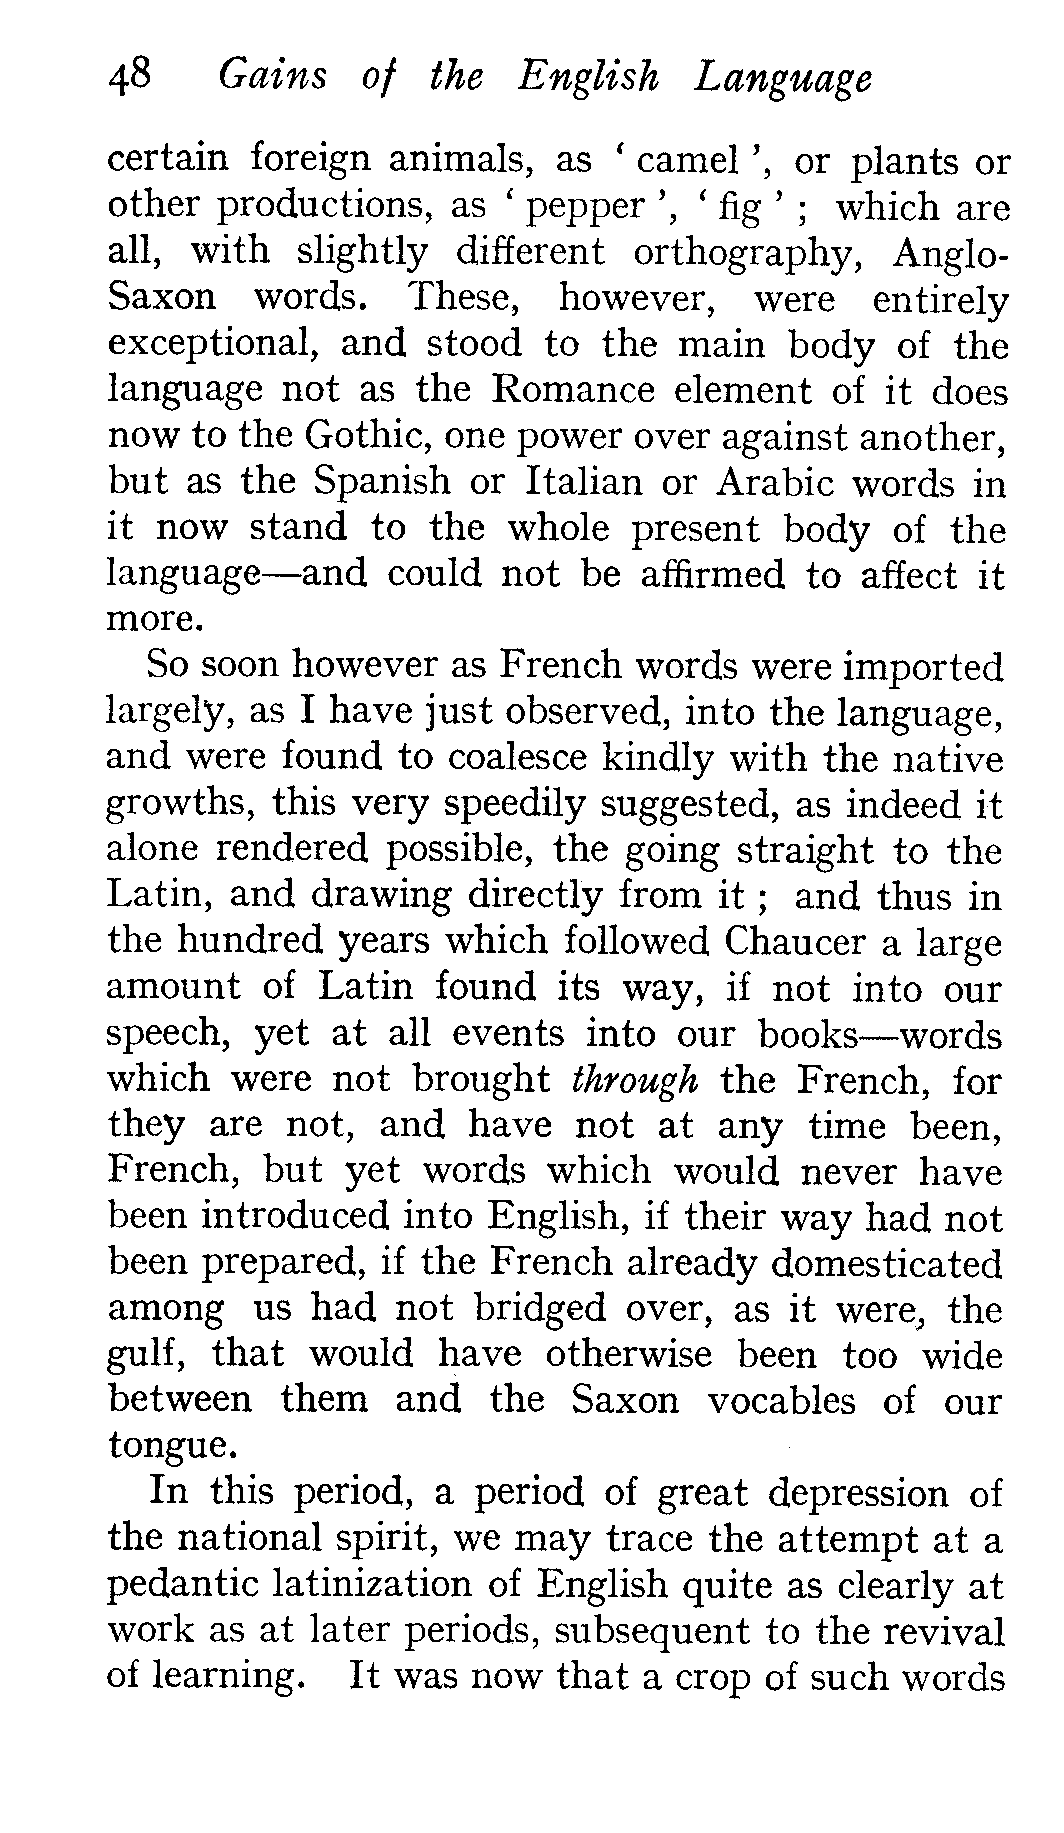 48 Gains of the English Language
certain foreign animals, as ‘ camel ’, or plants or
other productions, as ‘ pepper ’, ‘ fig ’ ; which are
all, with slightly different orthography, Anglo-
Saxon words. These, however, were entirely
exceptional, and stood to the main body of the
language not as the Romance element of it does
now to the Gothic, one power over against another,
but as the Spanish or Italian or Arabic words in
it now stand to the whole present body of the
language—and could not be affirmed to affect it
more.
So soon however as French words were imported
largely, as I have just observed, into the language,
and were found to coalesce kindly with the native
growths, this very speedily suggested, as indeed it
alone rendered possible, the going straight to the
Latin, and drawing directly from it ; and thus in
the hundred years which followed Chaucer a large
amount of Latin found its way, if not into our
speech, yet at all events into our books—words
which were not brought through the French, for
they are not, and have not at any time been,
French, but yet words which would never have
been introduced into English, if their way had not
been prepared, if the French already domesticated
among us had not bridged over, as it were, the
gulf, that would have otherwise been too wide
between them and the Saxon vocables of our
tongue.
In this period, a period of great depression of
the national spirit, we may trace the attempt at a
pedantic latinization of English quite as clearly at
work as at later periods, subsequent to the revival
of learning. It was now that a crop of such words